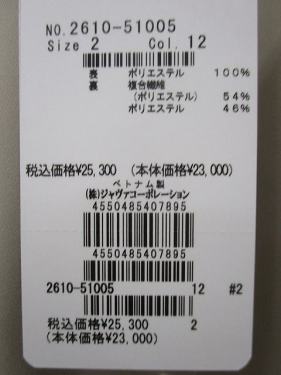 NO.2610-51005
Size 2 Col.12
表 ポリエステル 100%
裏 複合繊維
(ポリエステル) 54%
ポリエステル 46%
税込価格¥25,300 (本体価格¥23,000)
ベトナム製
(株)ジャヴァコーポレーション
4550485407895
4550485407895
2610-51005 12 #2
税込価格¥25,300 2
(本体価格¥23,000)